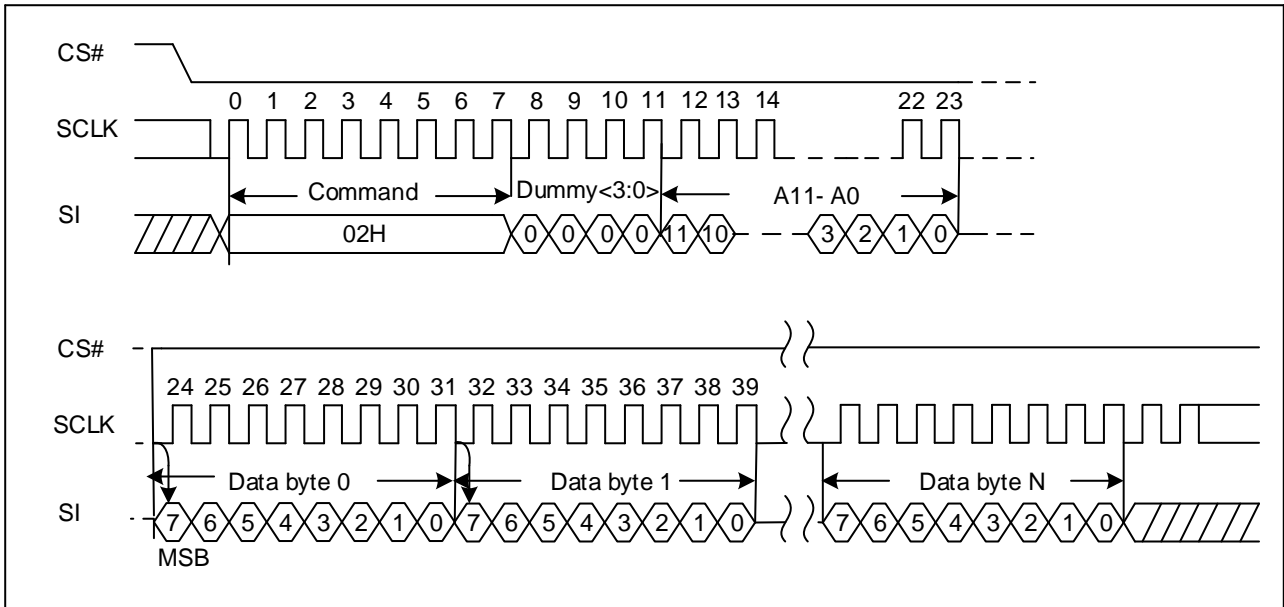 CS#
0 1 2 3 4 5 6 7 8 9 10 11 12 13 14 22 23
SCLK
Command Dummy<3:0> A11- A0
SI
02H 0 0 0 0 11 10 3 2 1 0
CS#
24 25 26 27 28 29 30 31 32 33 34 35 36 37 38 39
SCLK
Data byte 0 Data byte 1 Data byte N
SI
7 6 5 4 3 2 1 0 7 6 5 4 3 2 1 0 7 6 5 4 3 2 1 0
MSB